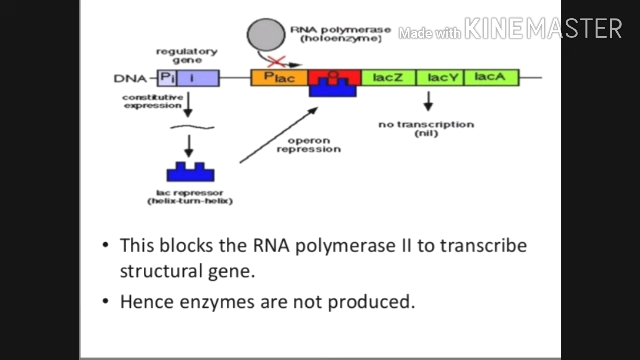 RNA polymerase
(holoenzyme)
Made with KINEMASTER
regulatory
gene
DNA
Pi i Plac O lacZ lacY lacA
constitutive
expression
operon
repression
no transcription
(nil)
lac repressor
(helix-turn-helix)
• This blocks the RNA polymerase II to transcribe
structural gene.
• Hence enzymes are not produced.